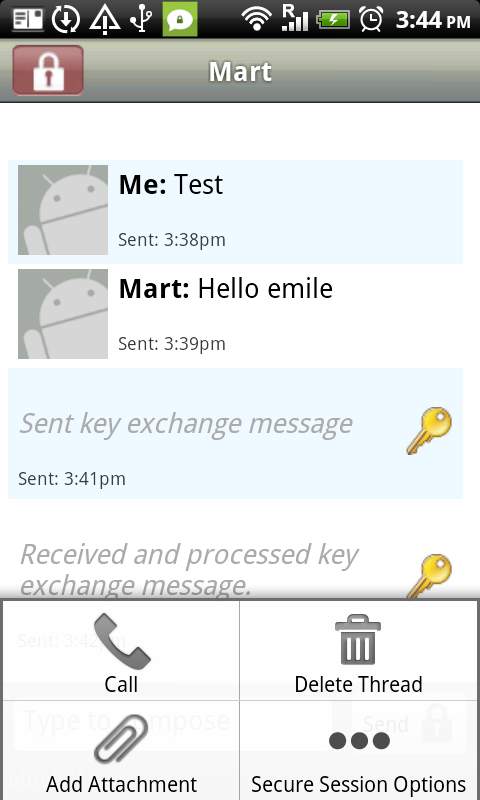 R
3:44 PM
Mart
Me: Test
Sent: 3:38pm
Mart: Hello emile
Sent: 3:39pm
Sent key exchange message
Sent: 3:41pm
Received and processed key
exchange message.
Sent: 3:42pm
Call
Delete Thread
Type to compose
Send
Add Attachment
Secure Session Options